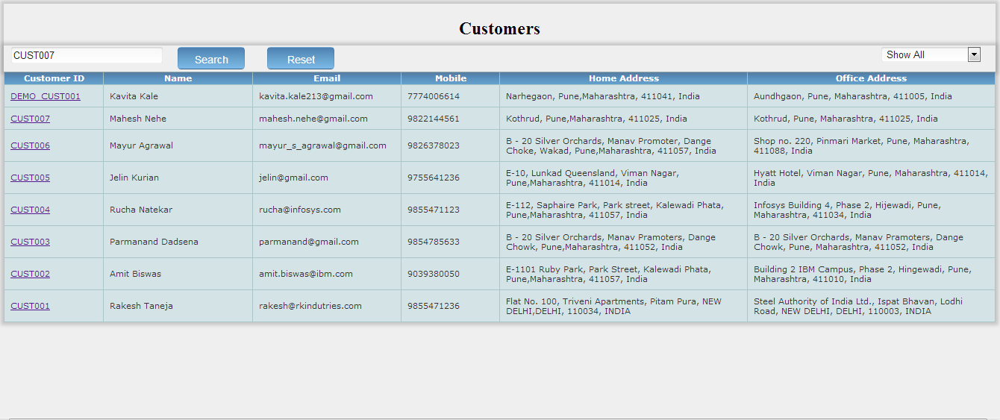 Customers
CUST007 Search Reset Show All
Customer ID Name Email Mobile Home Address Office Address
DEMO_CUST001 Kavita Kale kavita.kale213@gmail.com 7774006614 Narhegaon, Pune,Maharashtra, 411041, India Aundhgaon, Pune, Maharashtra, 411005, India
CUST007 Mahesh Nehe mahesh.nehe@gmail.com 9822144561 Kothrud, Pune,Maharashtra, 411025, India Kothrud, Pune, Maharashtra, 411025, India
CUST006 Mayur Agrawal mayur_s_agrawal@gmail.com 9826378023 B - 20 Silver Orchards, Manav Promoter, Dange
Choke, Wakad, Pune,Maharashtra, 411057, India
Shop no. 220, Pinmari Market, Pune, Maharashtra,
411088, India
CUST005 Jelin Kurian jelin@gmail.com 9755641236 E-10, Lunkad Queensland, Viman Nagar,
Pune,Maharashtra, 411014, India
Hyatt Hotel, Viman Nagar, Pune, Maharashtra, 411014,
India
CUST004 Rucha Natekar rucha@infosys.com 9855471123 E-112, Saphaire Park, Park street, Kalewadi Phata,
Pune,Maharashtra, 411057, India
Infosys Building 4, Phase 2, Hijewadi, Pune,
Maharashtra, 411034, India
CUST003 Parmanand Dadsena parmanand@gmail.com 9854785633 B - 20 Silver Orchards, Manav Pramoters, Dange
Chowk, Pune,Maharashtra, 411052, India
B - 20 Silver Orchards, Manav Pramoters, Dange
Chowk, Pune, Maharashtra, 411052, India
CUST002 Amit Biswas amit.biswas@ibm.com 9039380050 E-1101 Ruby Park, Park Street, Kalewadi Phata,
Pune,Maharashtra, 411057, India
Building 2 IBM Campus, Phase 2, Hingewadi, Pune,
Maharashtra, 411010, India
CUST001 Rakesh Taneja rakesh@rkindutries.com 9855471236 Flat No. 100, Triveni Apartments, Pitam Pura, NEW
DELHI,DELHI, 110034, INDIA
Steel Authority of India Ltd., Ispat Bhavan, Lodhi
Road, NEW DELHI, DELHI, 110003, INDIA